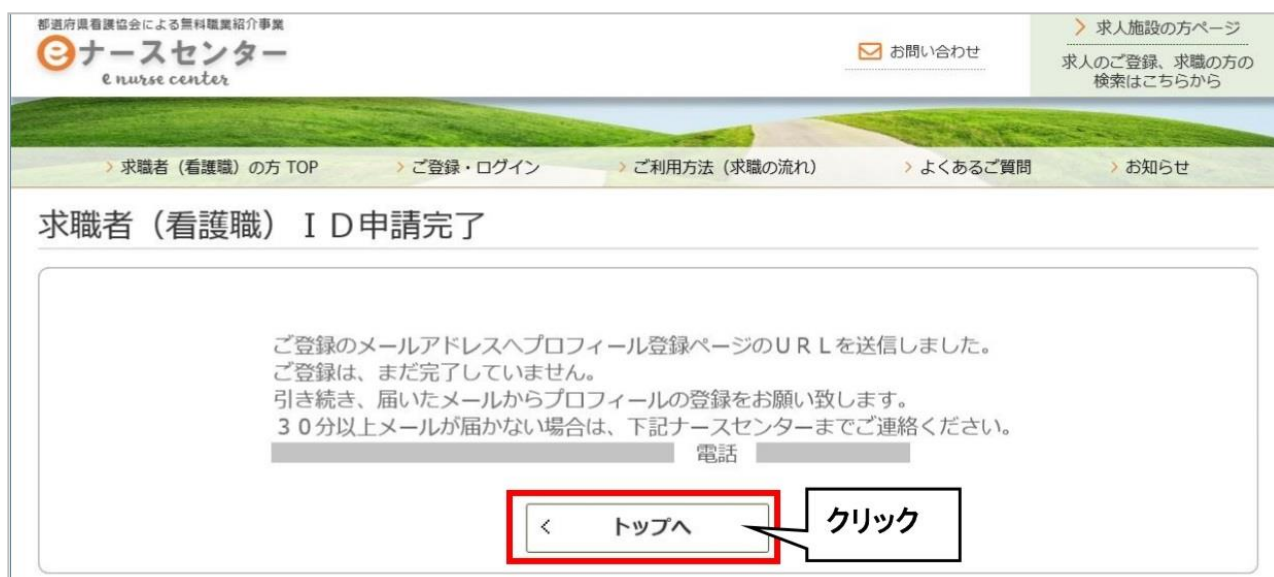 都道府県看護協会による無料職業紹介事業
eナースセンター
e nurse center
お問い合わせ
求人施設の方ページ
求人のご登録、求職の方の
検索はこちらから
求職者（看護職）の方 TOP
ご登録・ログイン
ご利用方法（求職の流れ）
よくあるご質問
お知らせ
求職者（看護職）ＩＤ申請完了
ご登録のメールアドレスへプロフィール登録ページのＵＲＬを送信しました。
ご登録は、まだ完了していません。
引き続き、届いたメールからプロフィールの登録をお願い致します。
３０分以上メールが届かない場合は、下記ナースセンターまでご連絡ください。
電話
トップへ
クリック